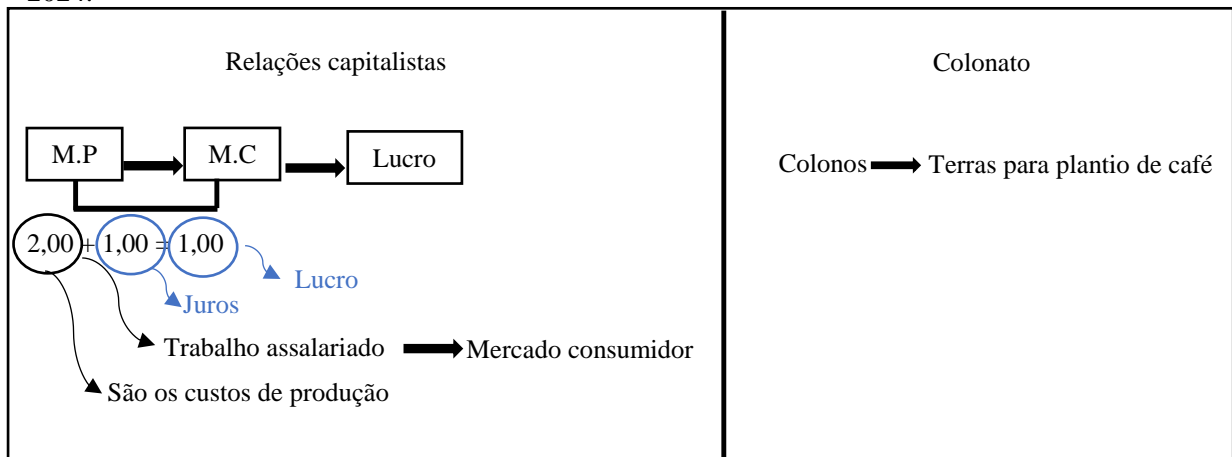 2024.
Relações capitalistas
M.P
M.C
Lucro
2,00 + 1,00 = 1,00
Lucro
Juros
Trabalho assalariado
Mercado consumidor
São os custos de produção
Colonato
Colonos
Terras para plantio de café